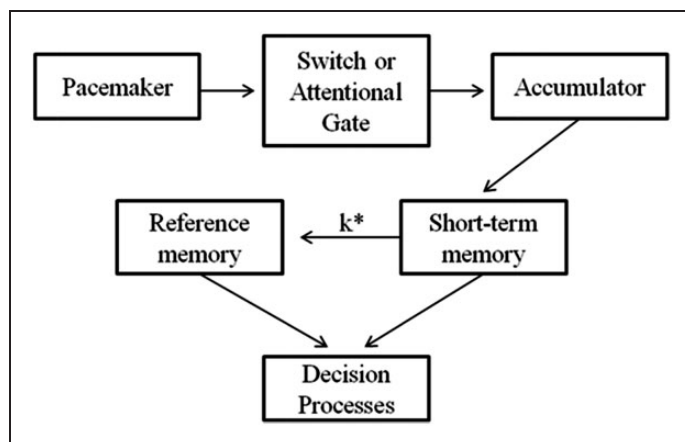 Pacemaker
Switch or
Attentional
Gate
Accumulator
Reference
memory
k*
Short-term
memory
Decision
Processes